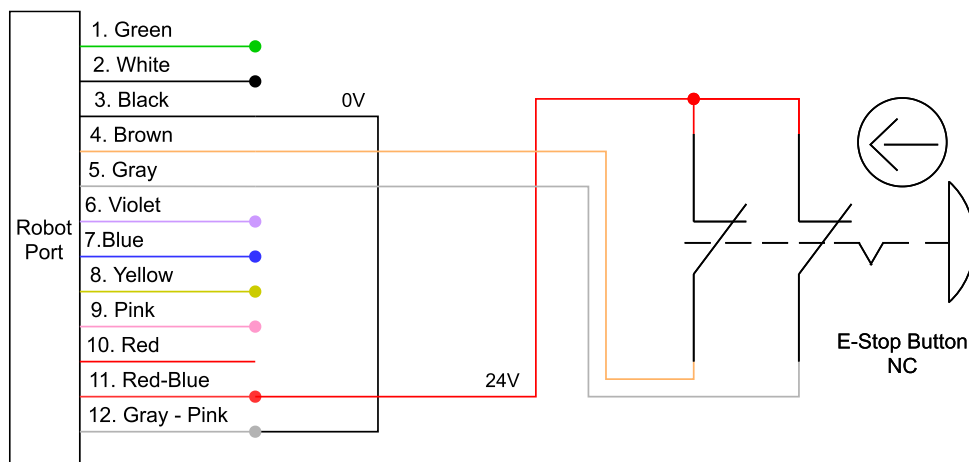 1. Green
2. White
3. Black
0V
4. Brown
5. Gray
6. Violet
Robot
Port
7.Blue
8. Yellow
9. Pink
10. Red
11. Red-Blue
24V
12. Gray - Pink
E-Stop Button
NC